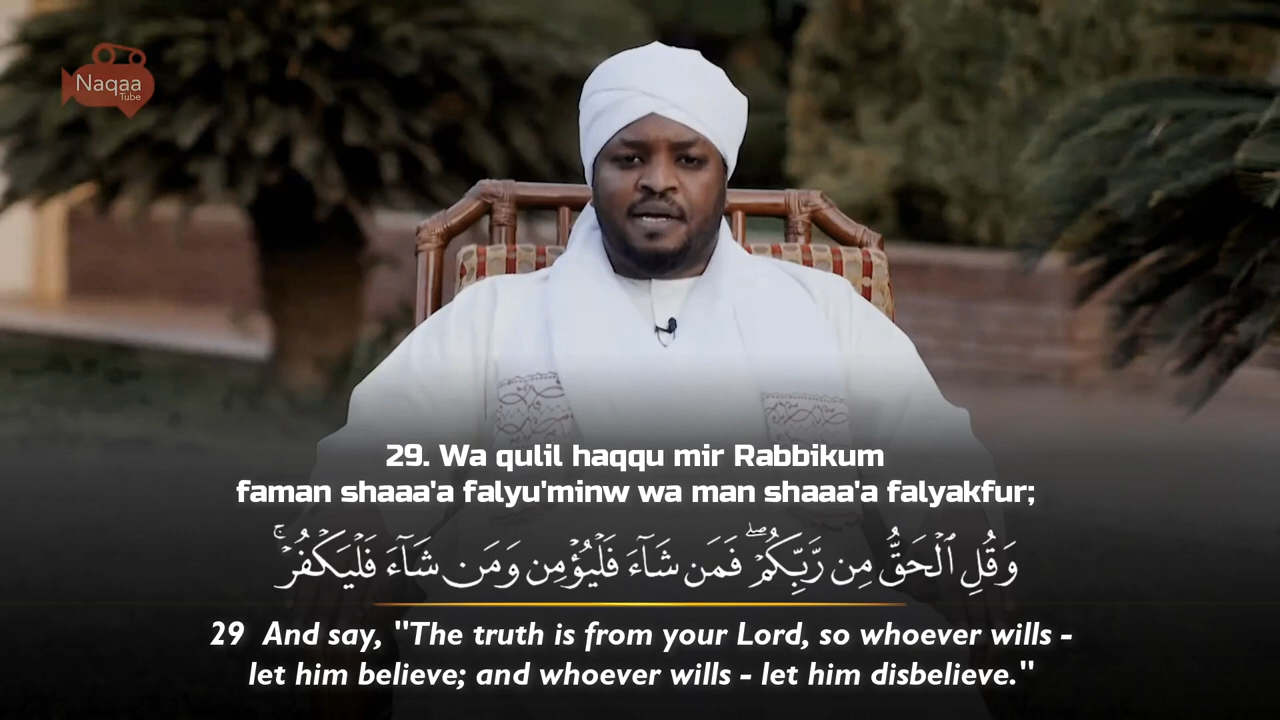 Naqaa
Tube
29. Wa qulil haqqu mir Rabbikum
faman shaaa'a falyu'minw wa man shaaa'a falyakfur;
وَقُلِ ٱلْحَقُّ مِن رَّبِّكُمْ ۖ فَمَن شَآءَ فَلْيُؤْمِن وَمَن شَآءَ فَلْيَكْفُرْ ۚ
29 And say, "The truth is from your Lord, so whoever wills -
let him believe; and whoever wills - let him disbelieve."